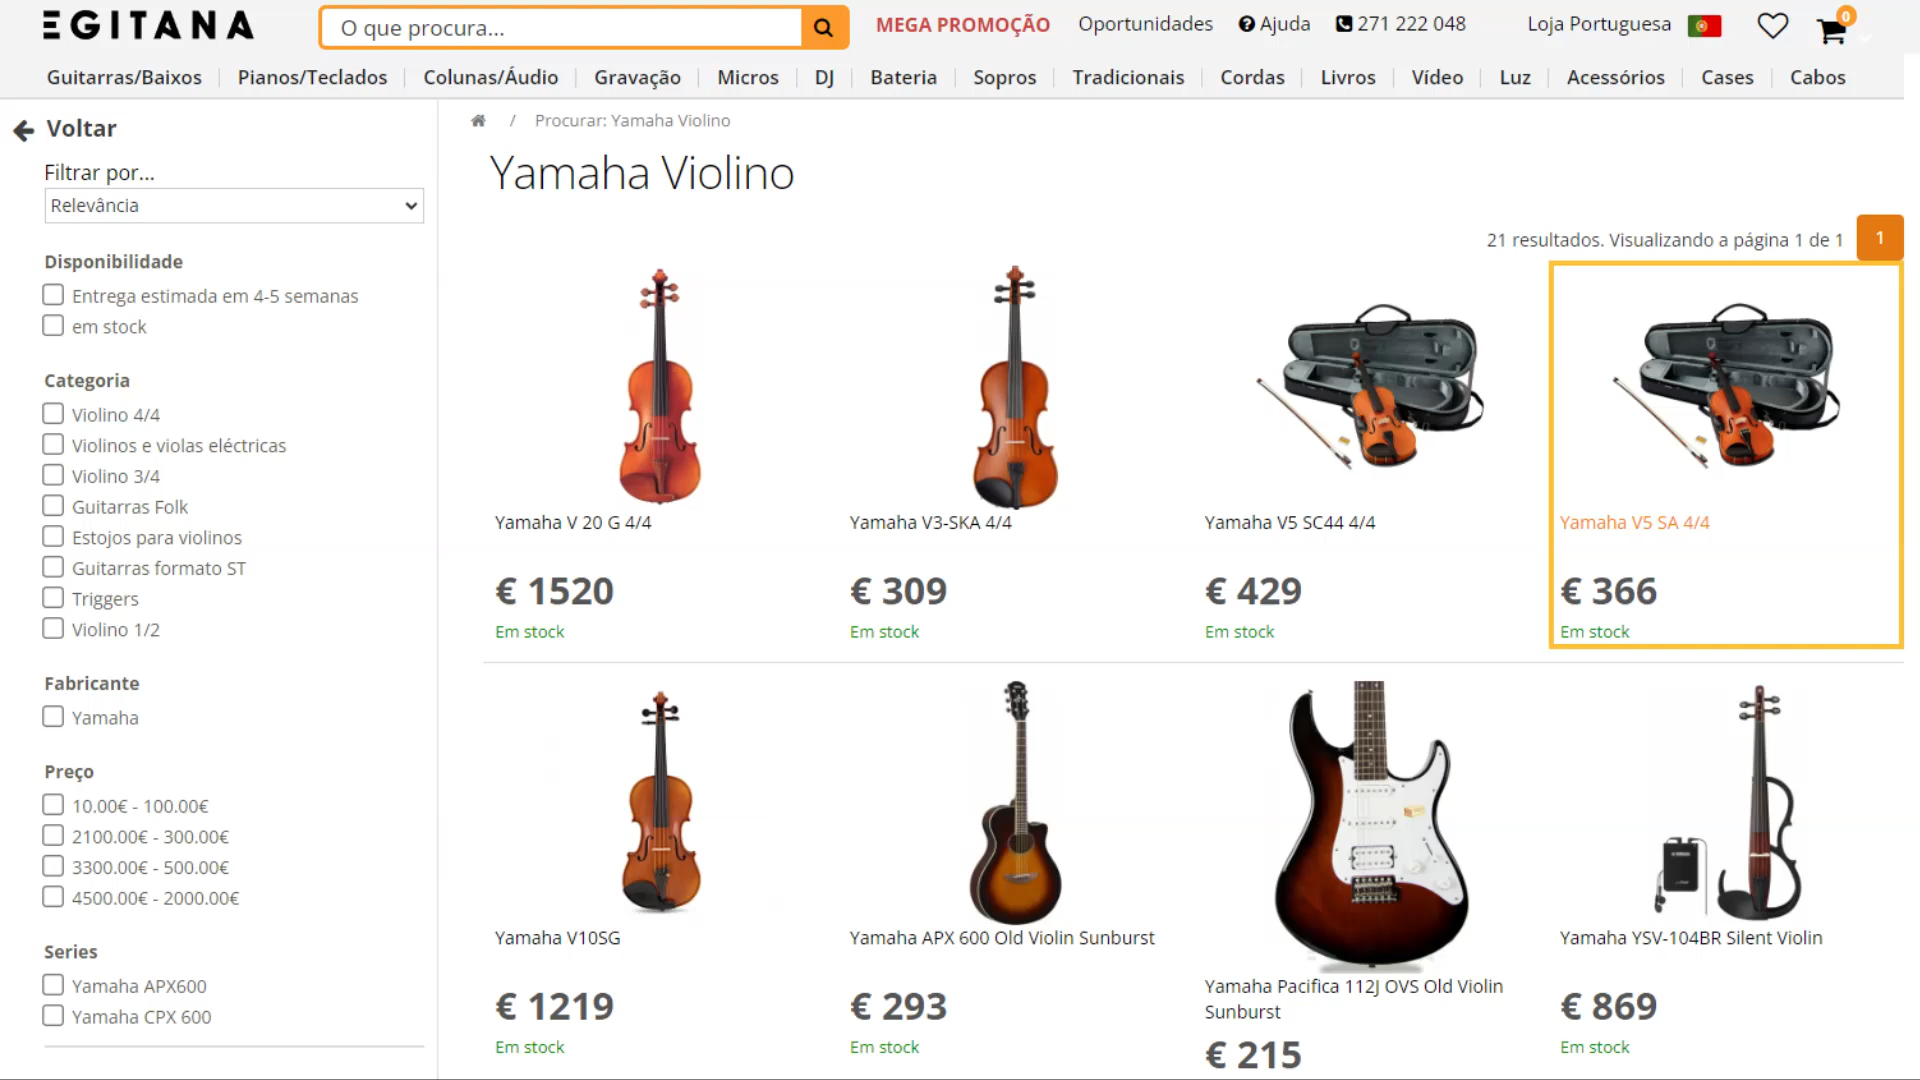 EGITANA
O que procura...
MEGA PROMOÇÃO
Oportunidades
Ajuda
271 222 048
Loja Portuguesa
0
Guitarras/Baixos
Pianos/Teclados
Colunas/Áudio
Gravação
Micros
DJ
Bateria
Sopros
Tradicionais
Cordas
Livros
Vídeo
Luz
Acessórios
Cases
Cabos
Voltar
Filtrar por...
Relevância
Disponibilidade
Entrega estimada em 4-5 semanas
em stock
Categoria
Violino 4/4
Violinos e violas eléctricas
Violino 3/4
Guitarras Folk
Estojos para violinos
Guitarras formato ST
Triggers
Violino 1/2
Fabricante
Yamaha
Preço
10.00€ - 100.00€
2100.00€ - 300.00€
3300.00€ - 500.00€
4500.00€ - 2000.00€
Series
Yamaha APX600
Yamaha CPX 600
/ Procurar: Yamaha Violino
Yamaha Violino
21 resultados. Visualizando a página 1 de 1
1
Yamaha V 20 G 4/4
€ 1520
Em stock
Yamaha V3-SKA 4/4
€ 309
Em stock
Yamaha V5 SC44 4/4
€ 429
Em stock
Yamaha V5 SA 4/4
€ 366
Em stock
Yamaha V10SG
€ 1219
Em stock
Yamaha APX 600 Old Violin Sunburst
€ 293
Em stock
Yamaha Pacifica 112J OVS Old Violin
Sunburst
€ 215
Yamaha YSV-104BR Silent Violin
€ 869
Em stock